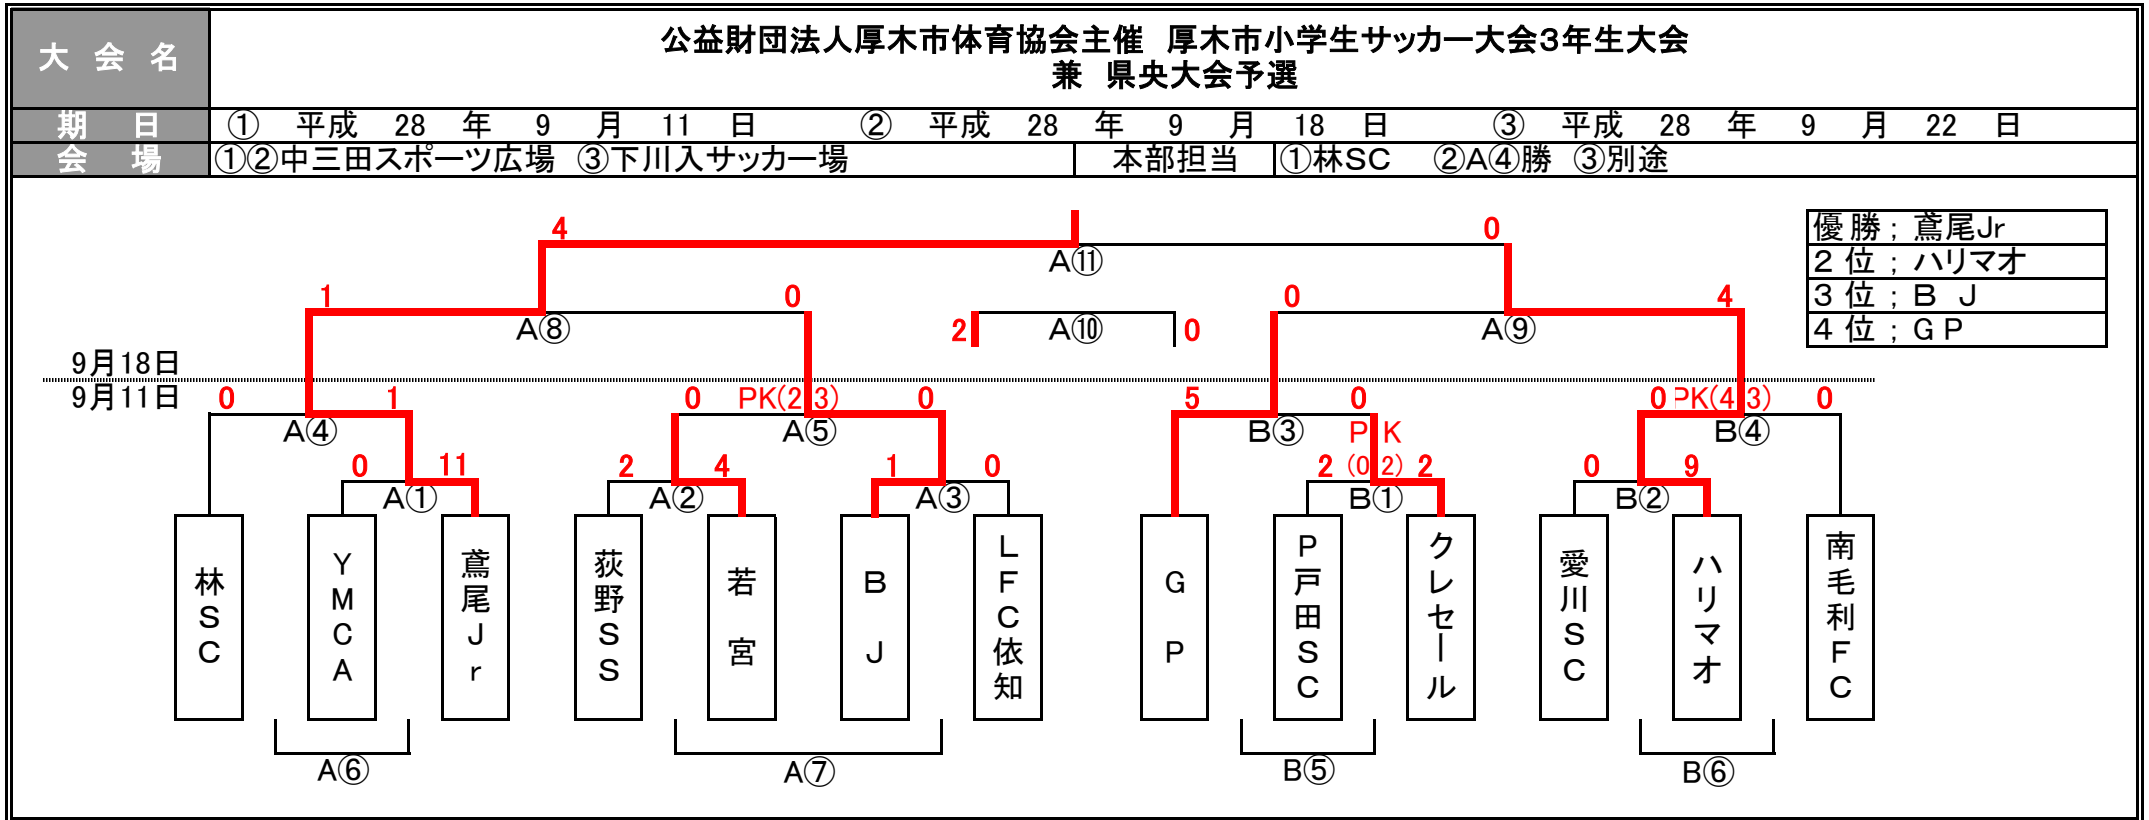 大会名
公益財団法人厚木市体育協会主催　厚木市小学生サッカー大会3年生大会
兼　県央大会予選
期日 ① 平成 28 年 9 月 11 日 ② 平成 28 年 9 月 18 日 ③ 平成 28 年 9 月 22 日
会場 ①②中三田スポーツ広場 ③下川入サッカー場 本部担当 ①林SC ②A④勝 ③別途
優勝；鳶尾Jr
2位；ハリマオ
3位；BJ
4位；GP
4 0
A⑪
1 0 0 4
A⑧ 2 A⑩ 0 A⑨
9月18日
9月11日 0 1 0 PK(2 3) 0 5 0 0 PK(4 3) 0
A④ A⑤ B③ PK B④
0 11 2 4 1 0 2 (0 2) 2 0 9
A① A② A③ B① B②
林SC
YMCA
鳶尾Jr
荻野SS
若宮
BJ
LFC依知
GP
P戸田SC
クレセール
愛川SC
ハリマオ
南毛利FC
A⑥ A⑦ B⑤ B⑥